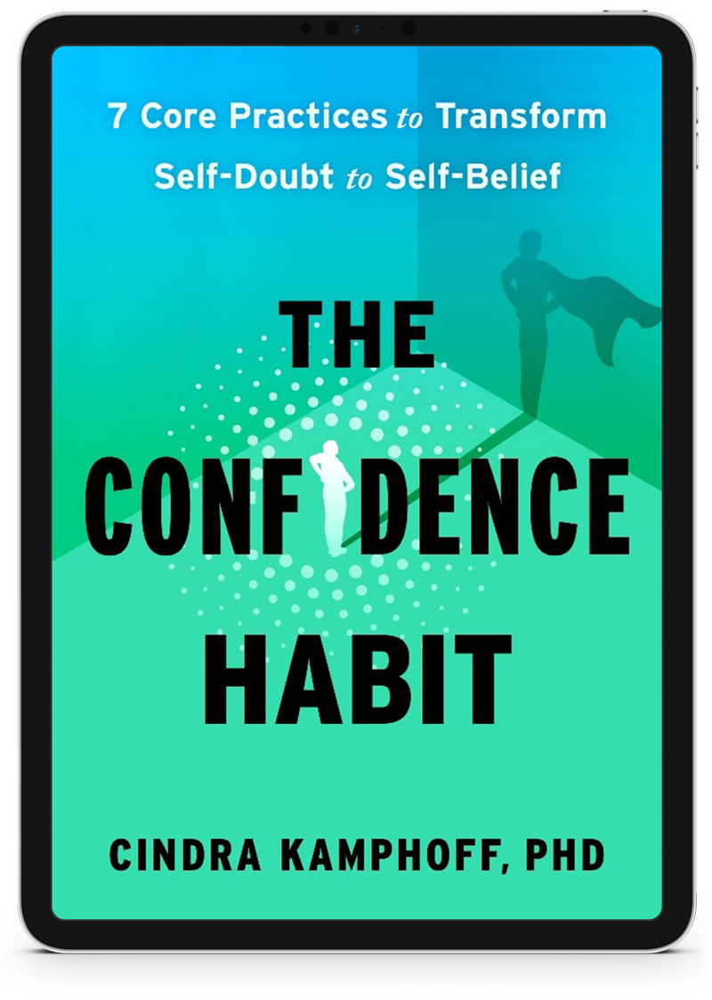 7 Core Practices to Transform
Self-Doubt to Self-Belief
THE
CONFIDENCE
HABIT
CINDRA KAMPHOFF, PHD